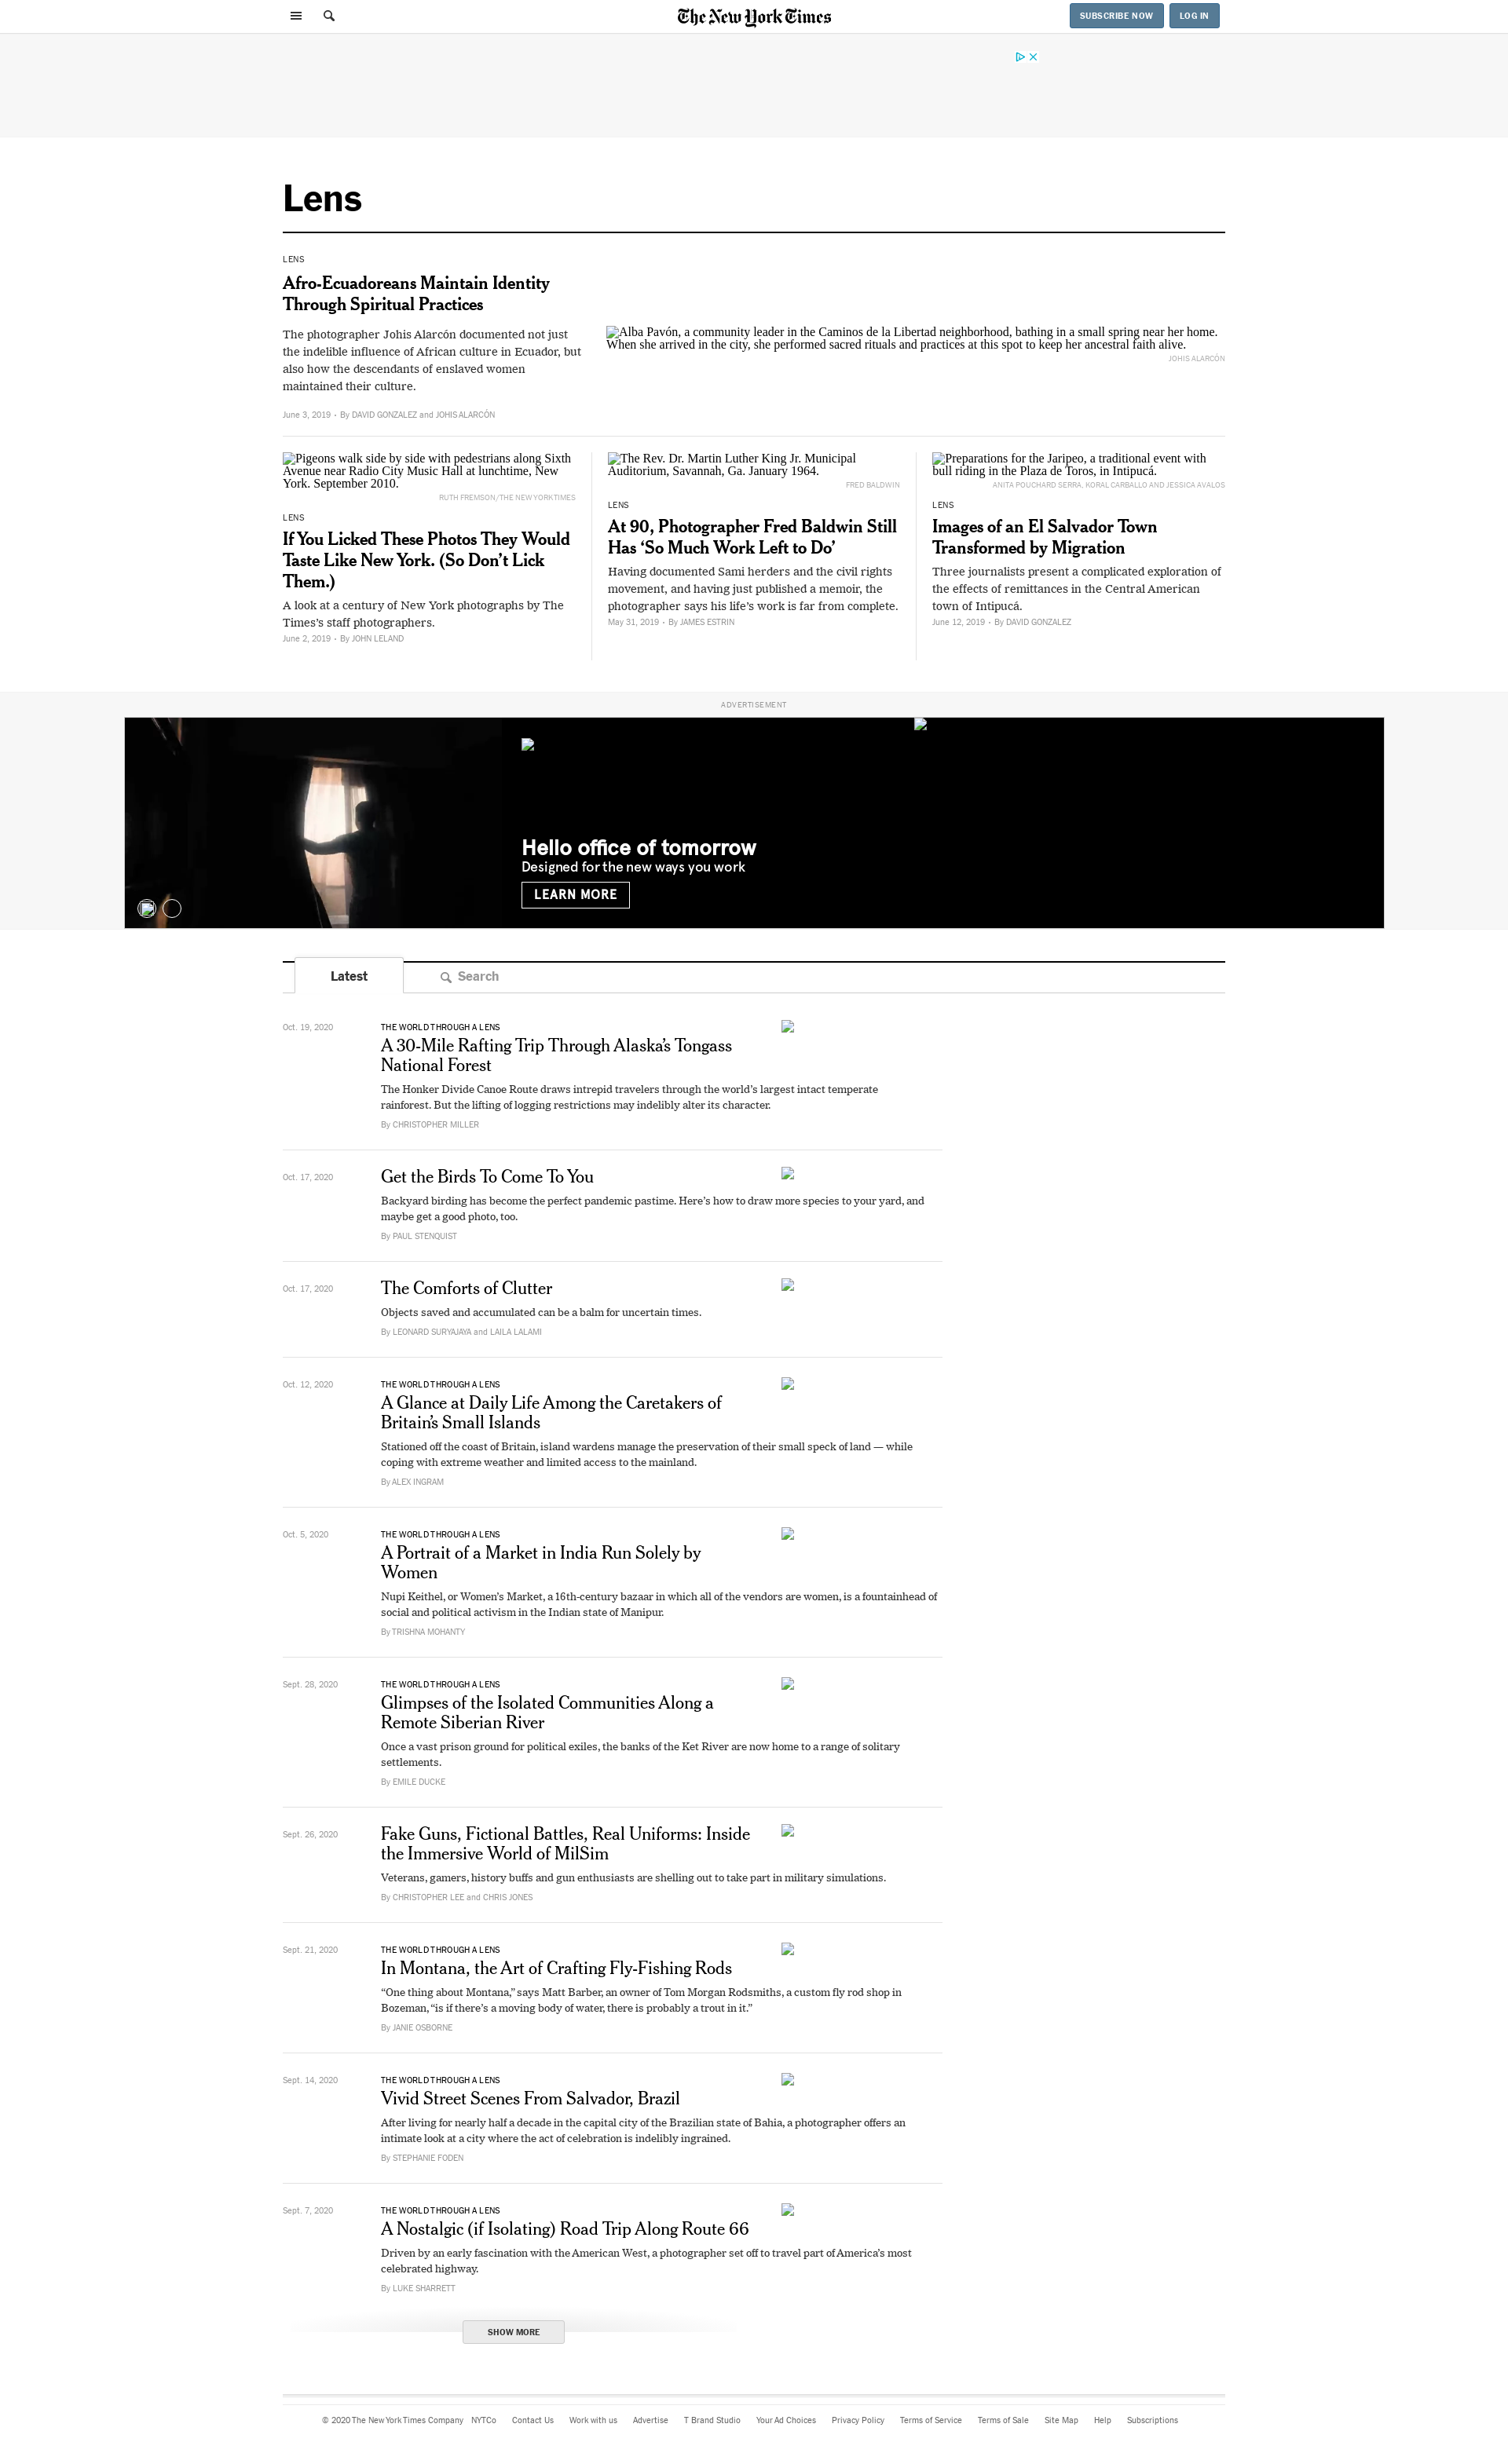 The New York Times
SUBSCRIBE NOW
LOG IN
Lens
LENS
Afro-Ecuadoreans Maintain Identity
Through Spiritual Practices
The photographer Johis Alarcón documented not just
the indelible influence of African culture in Ecuador, but
also how the descendants of enslaved women
maintained their culture.
June 3, 2019 • By DAVID GONZALEZ and JOHIS ALARCÓN
Alba Pavón, a community leader in the Caminos de la Libertad neighborhood, bathing in a small spring near her home.
When she arrived in the city, she performed sacred rituals and practices at this spot to keep her ancestral faith alive.
JOHIS ALARCÓN
Pigeons walk side by side with pedestrians along Sixth
Avenue near Radio City Music Hall at lunchtime, New
York. September 2010.
RUTH FREMSON/THE NEW YORK TIMES
LENS
If You Licked These Photos They Would
Taste Like New York. (So Don’t Lick
Them.)
A look at a century of New York photographs by The
Times’s staff photographers.
June 2, 2019 • By JOHN LELAND
The Rev. Dr. Martin Luther King Jr. Municipal
Auditorium, Savannah, Ga. January 1964.
FRED BALDWIN
LENS
At 90, Photographer Fred Baldwin Still
Has ‘So Much Work Left to Do’
Having documented Sami herders and the civil rights
movement, and having just published a memoir, the
photographer says his life’s work is far from complete.
May 31, 2019 • By JAMES ESTRIN
Preparations for the Jaripeo, a traditional event with
bull riding in the Plaza de Toros, in Intipucá.
ANITA POUCHARD SERRA, KORAL CARBALLO AND JESSICA AVALOS
LENS
Images of an El Salvador Town
Transformed by Migration
Three journalists present a complicated exploration of
the effects of remittances in the Central American
town of Intipucá.
June 12, 2019 • By DAVID GONZALEZ
ADVERTISEMENT
Hello office of tomorrow
Designed for the new ways you work
LEARN MORE
Latest
Search
Oct. 19, 2020
THE WORLD THROUGH A LENS
A 30-Mile Rafting Trip Through Alaska’s Tongass
National Forest
The Honker Divide Canoe Route draws intrepid travelers through the world’s largest intact temperate
rainforest. But the lifting of logging restrictions may indelibly alter its character.
By CHRISTOPHER MILLER
Oct. 17, 2020
Get the Birds To Come To You
Backyard birding has become the perfect pandemic pastime. Here’s how to draw more species to your yard, and
maybe get a good photo, too.
By PAUL STENQUIST
Oct. 17, 2020
The Comforts of Clutter
Objects saved and accumulated can be a balm for uncertain times.
By LEONARD SURYAJAYA and LAILA LALAMI
Oct. 12, 2020
THE WORLD THROUGH A LENS
A Glance at Daily Life Among the Caretakers of
Britain’s Small Islands
Stationed off the coast of Britain, island wardens manage the preservation of their small speck of land — while
coping with extreme weather and limited access to the mainland.
By ALEX INGRAM
Oct. 5, 2020
THE WORLD THROUGH A LENS
A Portrait of a Market in India Run Solely by
Women
Nupi Keithel, or Women’s Market, a 16th-century bazaar in which all of the vendors are women, is a fountainhead of
social and political activism in the Indian state of Manipur.
By TRISHNA MOHANTY
Sept. 28, 2020
THE WORLD THROUGH A LENS
Glimpses of the Isolated Communities Along a
Remote Siberian River
Once a vast prison ground for political exiles, the banks of the Ket River are now home to a range of solitary
settlements.
By EMILE DUCKE
Sept. 26, 2020
Fake Guns, Fictional Battles, Real Uniforms: Inside
the Immersive World of MilSim
Veterans, gamers, history buffs and gun enthusiasts are shelling out to take part in military simulations.
By CHRISTOPHER LEE and CHRIS JONES
Sept. 21, 2020
THE WORLD THROUGH A LENS
In Montana, the Art of Crafting Fly-Fishing Rods
“One thing about Montana,” says Matt Barber, an owner of Tom Morgan Rodsmiths, a custom fly rod shop in
Bozeman, “is if there’s a moving body of water, there is probably a trout in it.”
By JANIE OSBORNE
Sept. 14, 2020
THE WORLD THROUGH A LENS
Vivid Street Scenes From Salvador, Brazil
After living for nearly half a decade in the capital city of the Brazilian state of Bahia, a photographer offers an
intimate look at a city where the act of celebration is indelibly ingrained.
By STEPHANIE FODEN
Sept. 7, 2020
THE WORLD THROUGH A LENS
A Nostalgic (if Isolating) Road Trip Along Route 66
Driven by an early fascination with the American West, a photographer set off to travel part of America’s most
celebrated highway.
By LUKE SHARRETT
SHOW MORE
© 2020 The New York Times Company NYTCo Contact Us Work with us Advertise T Brand Studio Your Ad Choices Privacy Policy Terms of Service Terms of Sale Site Map Help Subscriptions